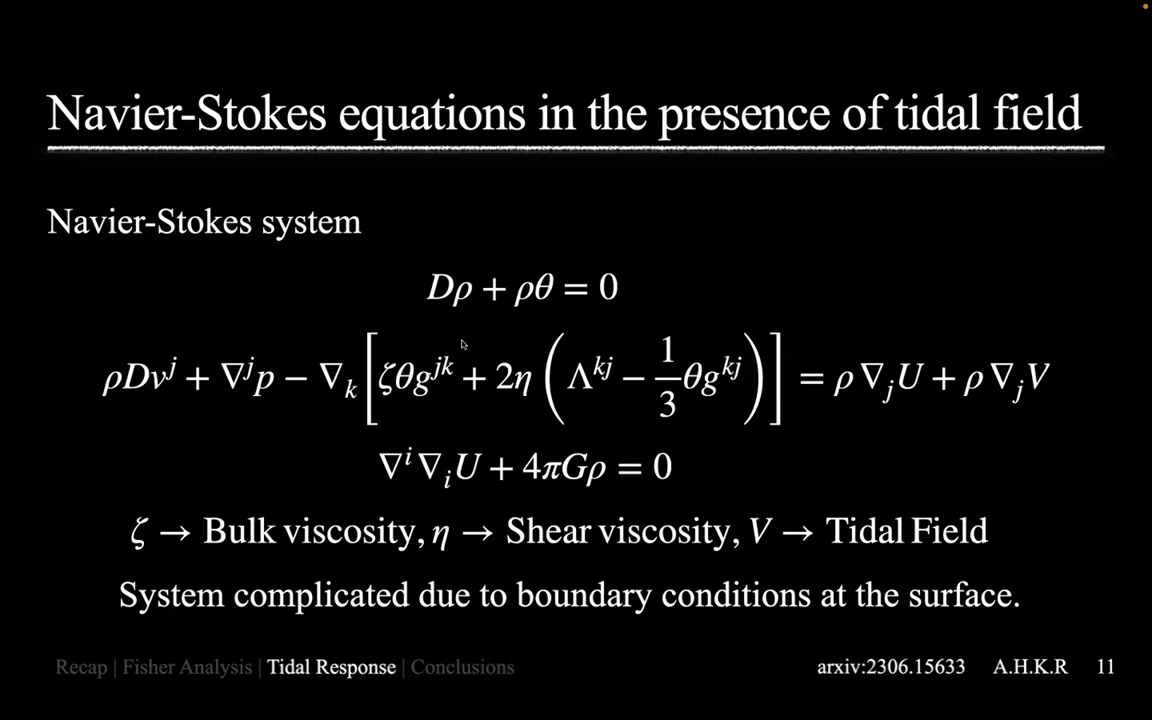 Navier-Stokes equations in the presence of tidal field
Navier-Stokes system
Dρ + ρθ = 0
ρDv^j + ∇^j p − ∇_k [ζθg^{jk} + 2η (Λ^{kj} − \frac{1}{3}θg^{kj})] = ρ∇_j U + ρ∇_j V
∇^i ∇_i U + 4πGρ = 0
ζ → Bulk viscosity, η → Shear viscosity, V → Tidal Field
System complicated due to boundary conditions at the surface.
Recap | Fisher Analysis | Tidal Response | Conclusions arxiv:2306.15633 A.H.K.R 11